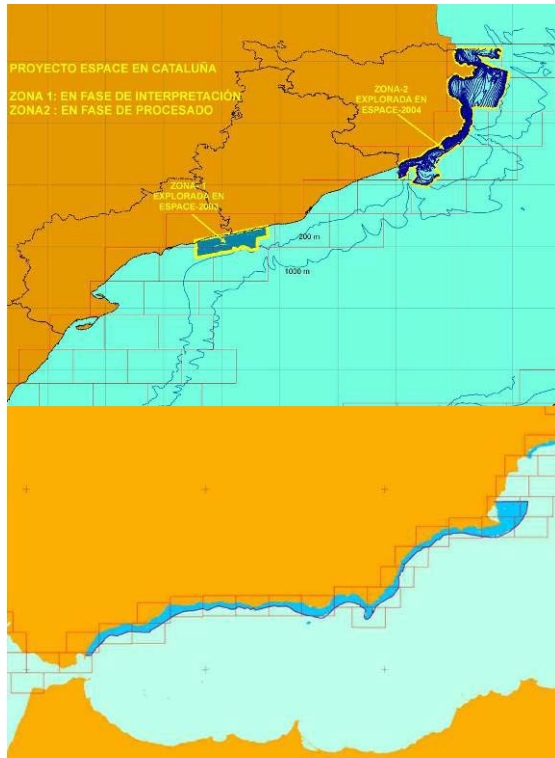 PROYECTO ESPACE EN CATALUÑA
ZONA 1: EN FASE DE INTERPRETACIÓN
ZONA2 : EN FASE DE PROCESADO
ZONA-2
EXPLORADA EN
ESPACE-2004
ZONA-1
EXPLORADA EN
ESPACE-2003
200 m
1000 m